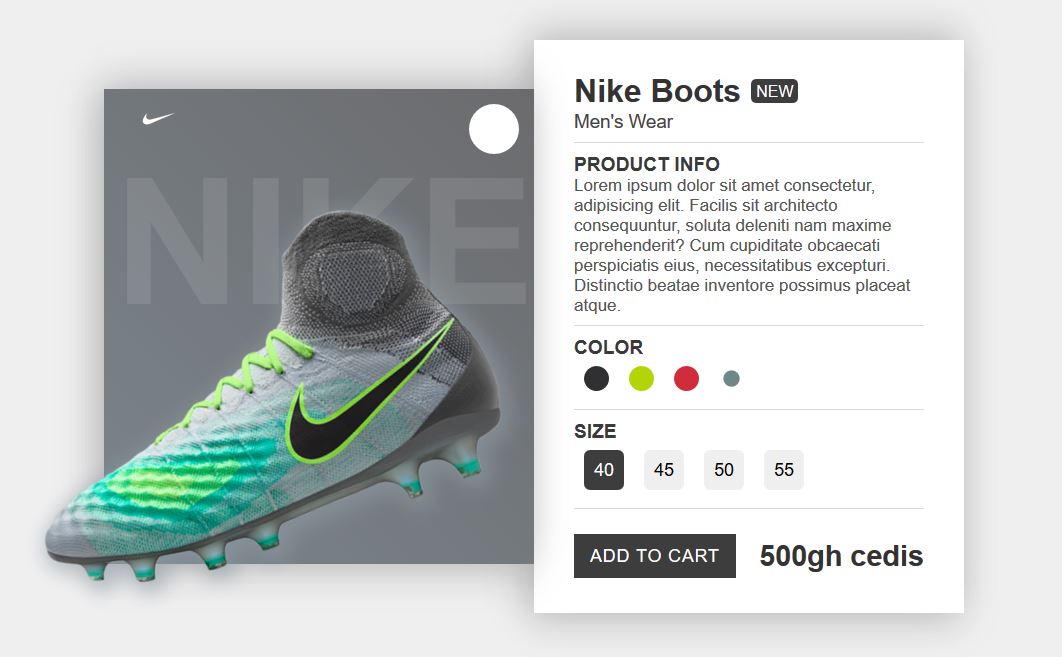 NIKE
Nike Boots NEW
Men's Wear
PRODUCT INFO
Lorem ipsum dolor sit amet consectetur,
adipisicing elit. Facilis sit architecto
consequuntur, soluta deleniti nam maxime
reprehenderit? Cum cupiditate obcaecati
perspiciatis eius, necessitatibus excepturi.
Distinctio beatae inventore possimus placeat
atque.
COLOR
SIZE
40 45 50 55
ADD TO CART 500gh cedis